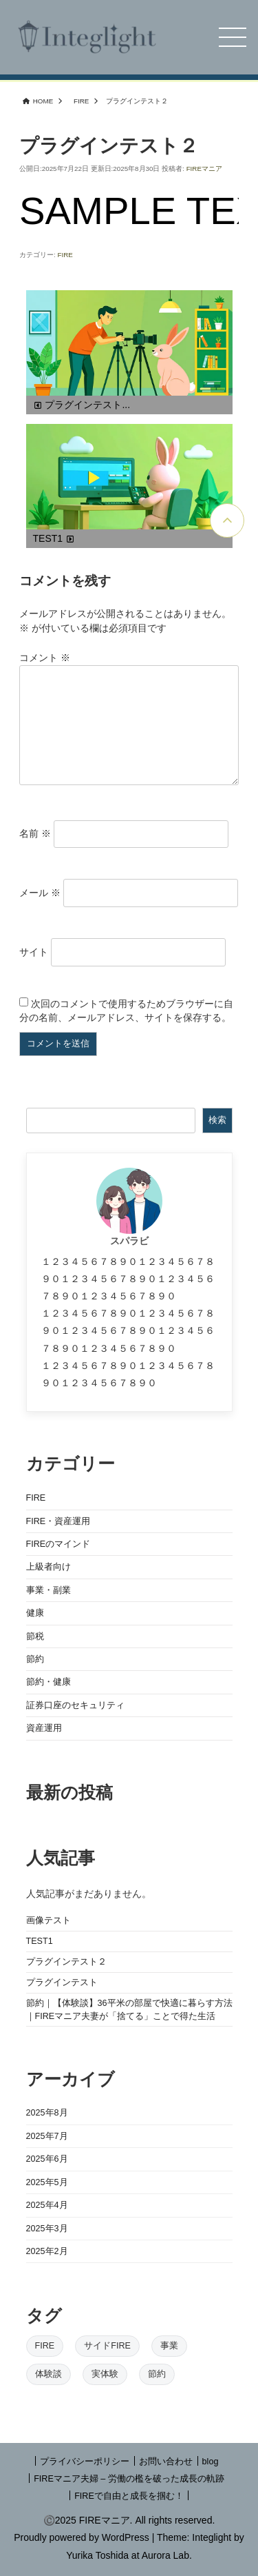 Integlight
HOME FIRE プラグインテスト２
プラグインテスト２
公開日:2025年7月22日 更新日:2025年8月30日 投稿者: FIREマニア
SAMPLE TE
カテゴリー: FIRE
プラグインテスト...
TEST1
コメントを残す
メールアドレスが公開されることはありません。
※ が付いている欄は必須項目です
コメント ※
名前 ※
メール ※
サイト
次回のコメントで使用するためブラウザーに自
分の名前、メールアドレス、サイトを保存する。
コメントを送信
検索
スパラビ
１２３４５６７８９０１２３４５６７８
９０１２３４５６７８９０１２３４５６
７８９０１２３４５６７８９０
１２３４５６７８９０１２３４５６７８
９０１２３４５６７８９０１２３４５６
７８９０１２３４５６７８９０
１２３４５６７８９０１２３４５６７８
９０１２３４５６７８９０
カテゴリー
FIRE
FIRE・資産運用
FIREのマインド
上級者向け
事業・副業
健康
節税
節約
節約・健康
証券口座のセキュリティ
資産運用
最新の投稿
人気記事
人気記事がまだありません。
画像テスト
TEST1
プラグインテスト２
プラグインテスト
節約｜【体験談】36平米の部屋で快適に暮らす方法
｜FIREマニア夫妻が「捨てる」ことで得た生活
アーカイブ
2025年8月
2025年7月
2025年6月
2025年5月
2025年4月
2025年3月
2025年2月
タグ
FIRE サイドFIRE 事業
体験談 実体験 節約
プライバシーポリシー | お問い合わせ | blog
| FIREマニア夫婦 – 労働の檻を破った成長の軌跡
| FIREで自由と成長を掴む！ |
Ⓒ2025 FIREマニア. All rights reserved.
Proudly powered by WordPress | Theme: Integlight by
Yurika Toshida at Aurora Lab.